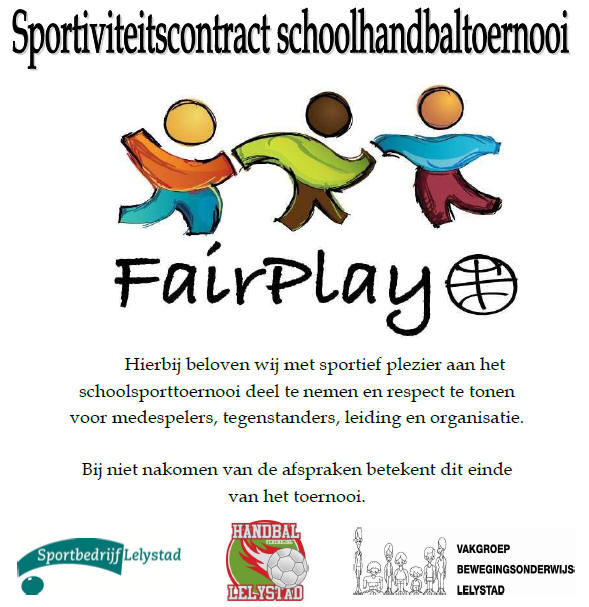 Sportiviteitscontract schoolhandbaltoernooi
FairPlay
Hierbij beloven wij met sportief plezier aan het
schoolsporttoernooi deel te nemen en respect te tonen
voor medespelers, tegenstanders, leiding en organisatie.
Bij niet nakomen van de afspraken betekent dit einde
van het toernooi.
Sportbedrijf Lelystad
HANDBAL
LELYSTAD
VAKGROEP
BEWEGINGSONDERWIJS
LELYSTAD